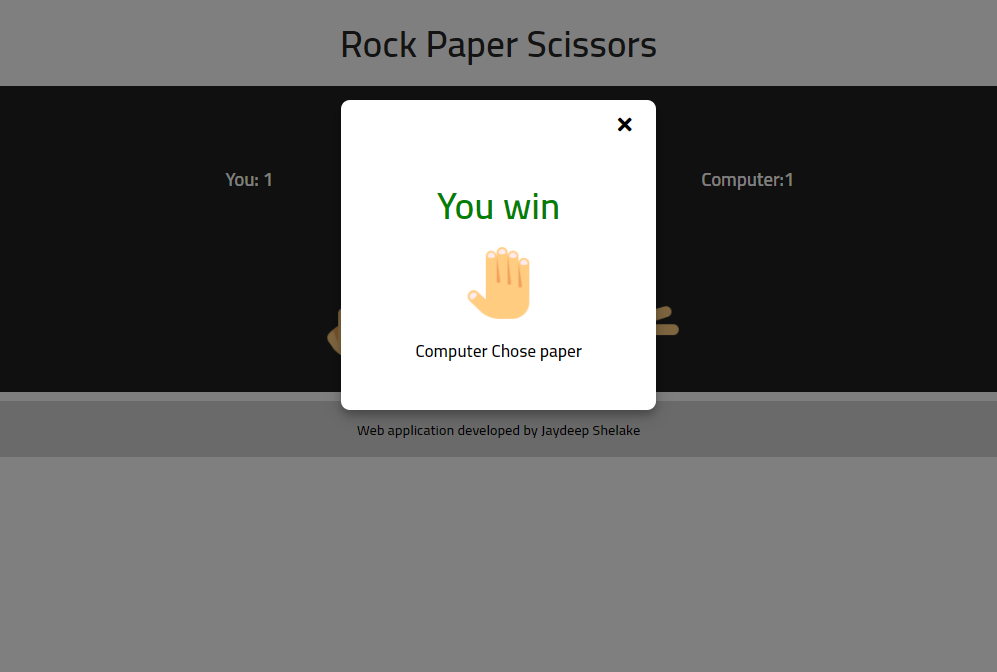 Rock Paper Scissors
You: 1
Computer:1
You win
Computer Chose paper
Web application developed by Jaydeep Shelake